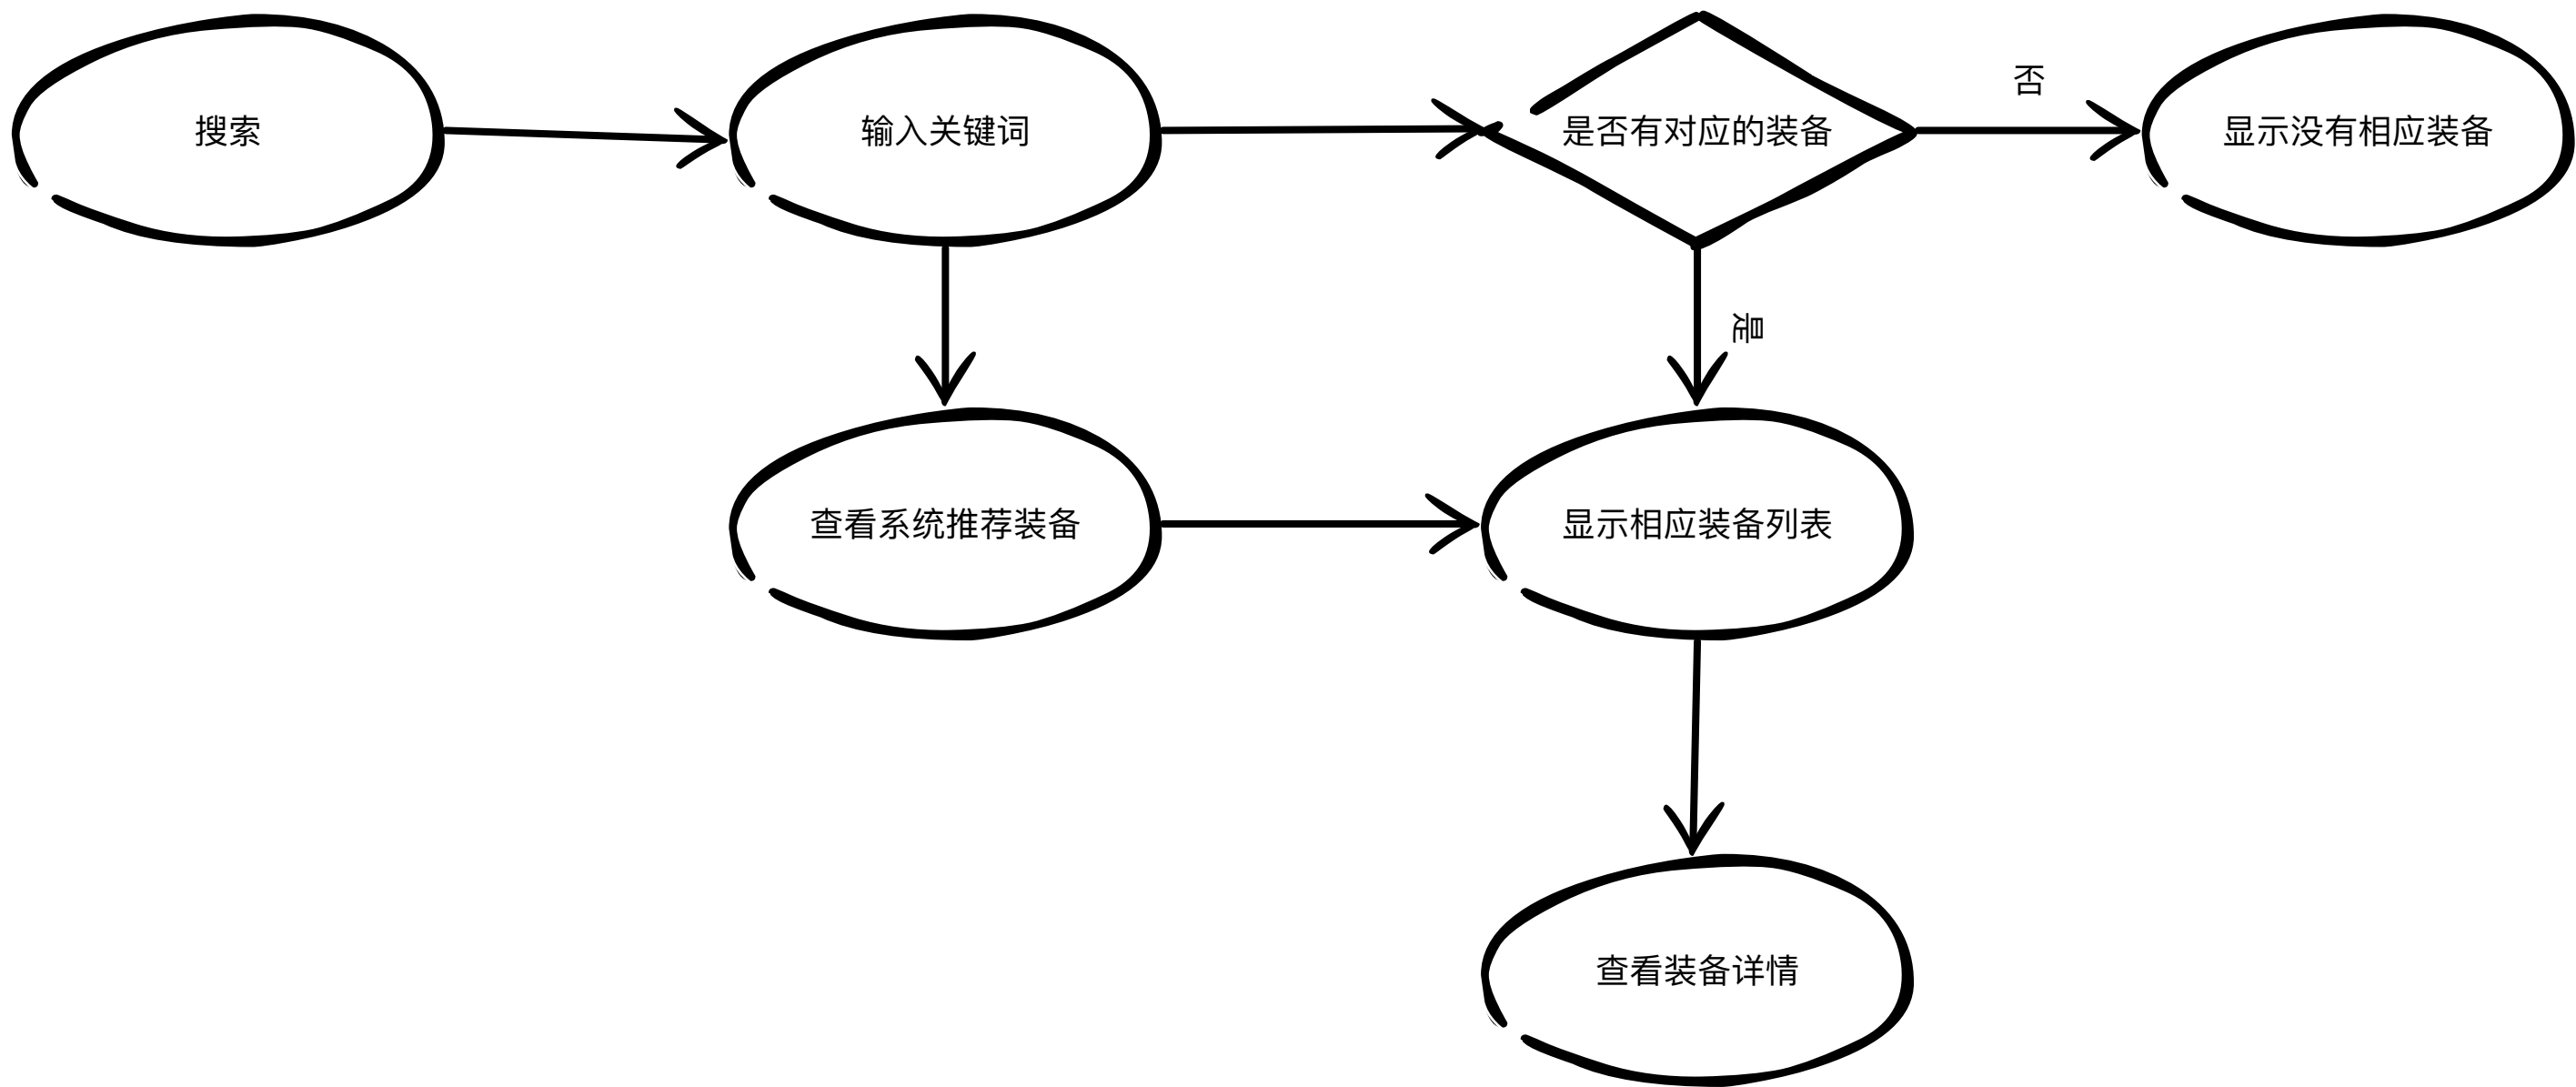 搜索
输入关键词
是否有对应的装备
否
显示没有相应装备
是
查看系统推荐装备
显示相应装备列表
查看装备详情